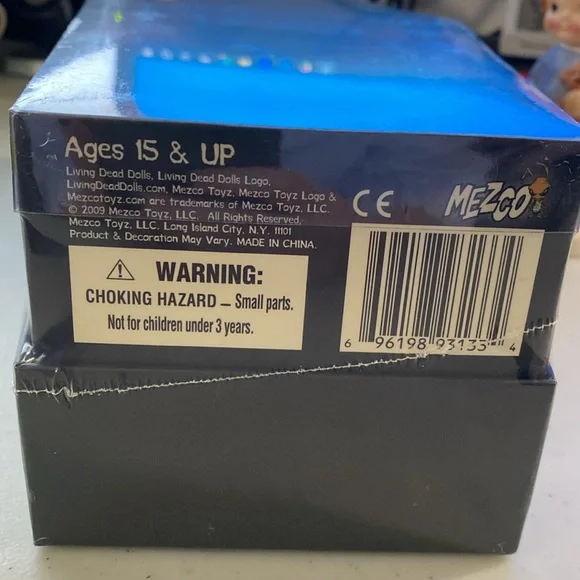 Ages 15 & UP
Living Dead Dolls, Living Dead Dolls Logo,
LivingDeadDolls.com, Mezco Toyz, Mezco Toyz Logo &
Mezcotoyz.com are trademarks of Mezco Toyz, LLC.
© 2009 Mezco Toyz, LLC. All Rights Reserved.
Mezco Toyz, LLC. Long Island City, N.Y. 11101
Product & Decoration May Vary. MADE IN CHINA.
CE
MEZCO
⚠ WARNING:
CHOKING HAZARD – Small parts.
Not for children under 3 years.
6 96198 93133 4